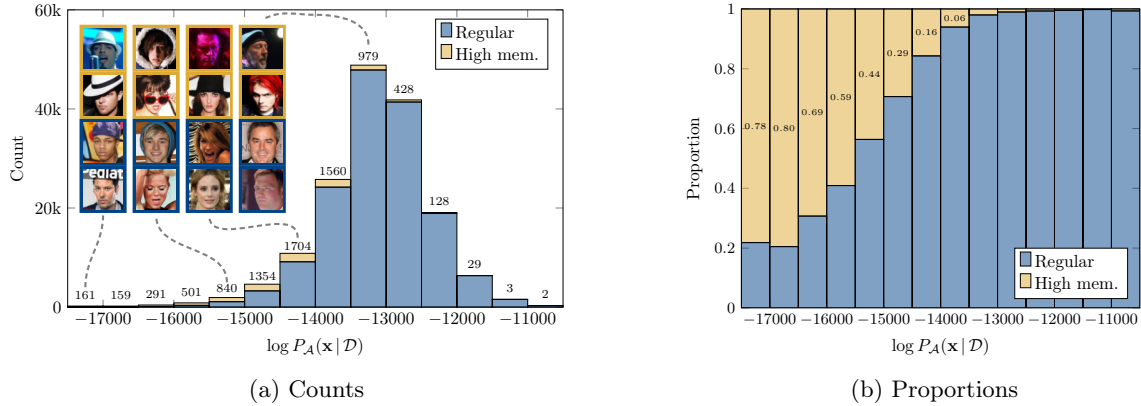 60k
40k
20k
0
Count
Regular
High mem.
egiat
161
159
291
501
840
1354
1704
1560
979
428
128
29
3
2
−17000 −16000 −15000 −14000 −13000 −12000 −11000
log P_A(x | D)
(a) Counts
1
0.8
0.6
0.4
0.2
0
Proportion
0.78
0.80
0.69
0.59
0.44
0.29
0.16
0.06
Regular
High mem.
−17000 −16000 −15000 −14000 −13000 −12000 −11000
log P_A(x | D)
(b) Proportions